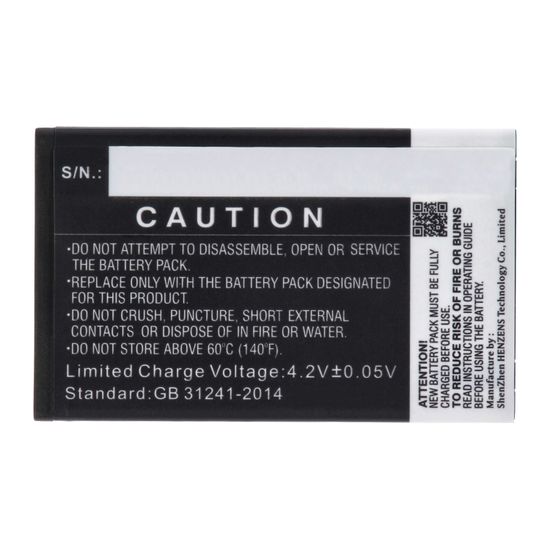 S/N.:
CAUTION
•DO NOT ATTEMPT TO DISASSEMBLE, OPEN OR SERVICE
THE BATTERY PACK.
•REPLACE ONLY WITH THE BATTERY PACK DESIGNATED
FOR THIS PRODUCT.
•DO NOT CRUSH, PUNCTURE, SHORT EXTERNAL
CONTACTS OR DISPOSE OF IN FIRE OR WATER.
•DO NOT STORE ABOVE 60℃ (140℉).
Limited Charge Voltage:4.2V±0.05V
Standard:GB 31241-2014
ATTENTION!
NEW BATTERY PACK MUST BE FULLY
CHARGED BEFORE USE.
TO REDUCE RISK OF FIRE OR BURNS
READ INSTRUCTIONS IN OPERATING GUIDE
BEFORE USING THE BATTERY.
Manufacture by :
ShenZhen HENZENS Technology Co., Limited